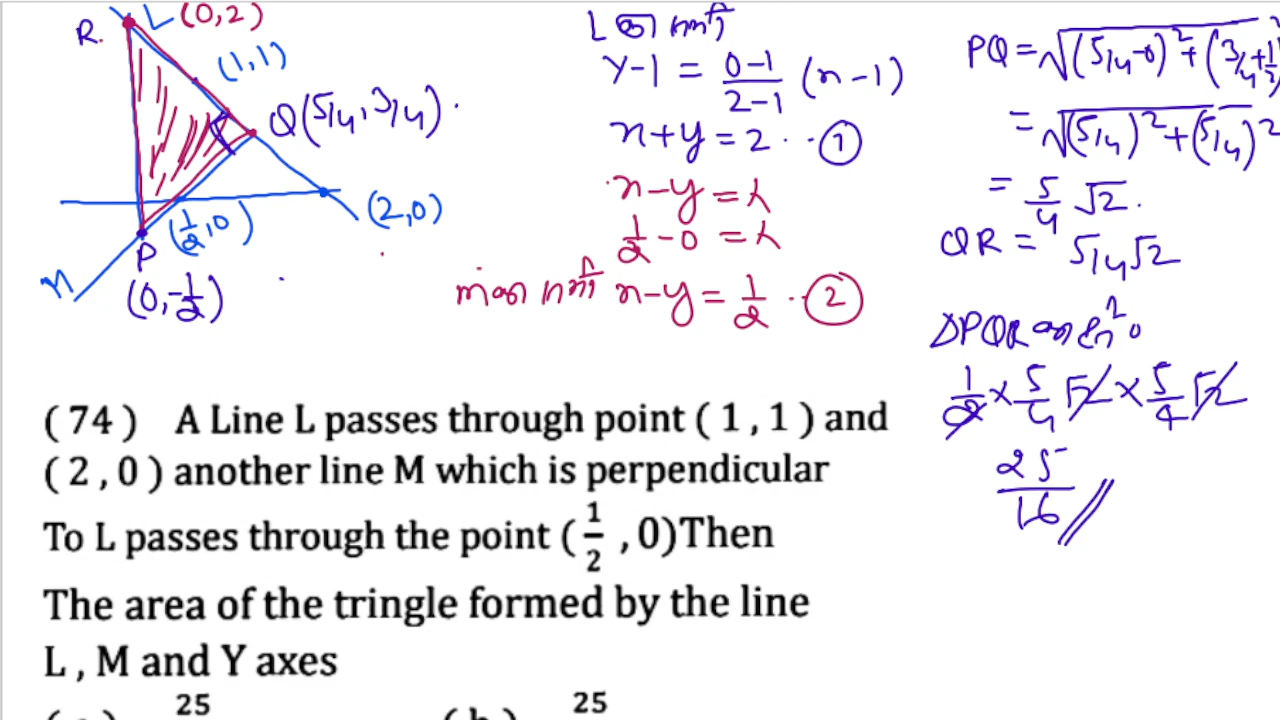 R.
L (0,2)
(1,1)
Q(5/4, 3/4).
(2,0)
(1/2, 0)
P
(0, -1/2)
L का
y-1 = 0-1/2-1 (x-1)
x+y = 2 ..①
x-y = λ
1/2 - 0 = λ
x-y = 1/2 ..②
PQ = √(5/4-0)²+(3/4+1/2)
= √(5/4)²+(5/4)²
= 5/4 √2.
QR = 5/4√2
ΔPQR का
1/2 × 5/4 √2 × 5/4 √2
25/16
(74) A Line L passes through point (1,1) and
(2,0) another line M which is perpendicular
To L passes through the point (1/2,0)Then
The area of the tringle formed by the line
L , M and Y axes
25 25